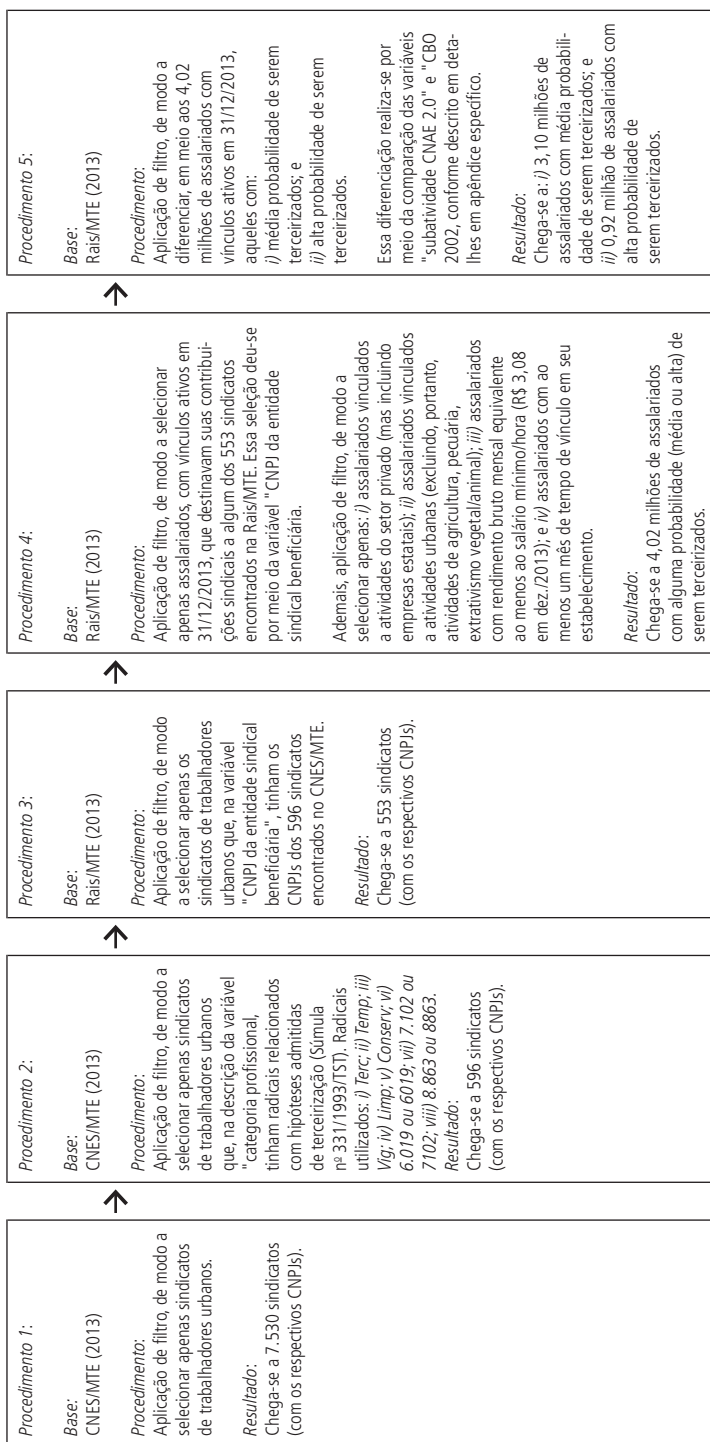 Procedimento 1:
Base:
CNES/MTE (2013)
Procedimento:
Aplicação de filtro, de modo a
selecionar apenas sindicatos
de trabalhadores urbanos.
Resultado:
Chega-se a 7.530 sindicatos
(com os respectivos CNPJs).
→
Procedimento 2:
Base:
CNES/MTE (2013)
Procedimento:
Aplicação de filtro, de modo a
selecionar apenas sindicatos
de trabalhadores urbanos
que, na descrição da variável
"categoria profissional,
tinham radicais relacionados
com hipóteses admitidas
de terceirização (Súmula
nº 331/1993/TST). Radicais
utilizados: i) Terc; ii) Temp; iii)
Vig; iv) Limp; v) Conserv; vi)
6.019 ou 6019; vii) 7.102 ou
7102; viii) 8.863 ou 8863.
Resultado:
Chega-se a 596 sindicatos
(com os respectivos CNPJs).
→
Procedimento 3:
Base:
Rais/MTE (2013)
Procedimento:
Aplicação de filtro, de modo
a selecionar apenas os
sindicatos de trabalhadores
urbanos que, na variável
"CNPJ da entidade sindical
beneficiária", tinham os
CNPJs dos 596 sindicatos
encontrados no CNES/MTE.
Resultado:
Chega-se a 553 sindicatos
(com os respectivos CNPJs).
→
Procedimento 4:
Base:
Rais/MTE (2013)
Procedimento:
Aplicação de filtro, de modo a selecionar
apenas assalariados, com vínculos ativos em
31/12/2013, que destinavam suas contribui-
ções sindicais a algum dos 553 sindicatos
encontrados na Rais/MTE. Essa seleção deu-se
por meio da variável "CNPJ da entidade
sindical beneficiária.
Ademais, aplicação de filtro, de modo a
selecionar apenas: i) assalariados vinculados
a atividades do setor privado (mas incluindo
empresas estatais); ii) assalariados vinculados
a atividades urbanas (excluindo, portanto,
atividades de agricultura, pecuária,
extrativismo vegetal/animal); iii) assalariados
com rendimento bruto mensal equivalente
ao menos ao salário mínimo/hora (R$ 3,08
em dez./2013); e iv) assalariados com ao
menos um mês de tempo de vínculo em seu
estabelecimento.
Resultado:
Chega-se a 4,02 milhões de assalariados
com alguma probabilidade (média ou alta) de
serem terceirizados.
→
Procedimento 5:
Base:
Rais/MTE (2013)
Procedimento:
Aplicação de filtro, de modo a
diferenciar, em meio aos 4,02
milhões de assalariados com
vínculos ativos em 31/12/2013,
aqueles com:
i) média probabilidade de serem
terceirizados; e
ii) alta probabilidade de serem
terceirizados.
Essa diferenciação realiza-se por
meio da comparação das variáveis
"subatividade CNAE 2.0" e "CBO
2002, conforme descrito em deta-
lhes em apêndice específico.
Resultado:
Chega-se a: i) 3,10 milhões de
assalariados com média probabili-
dade de serem terceirizados; e
ii) 0,92 milhão de assalariados com
alta probabilidade de
serem terceirizados.